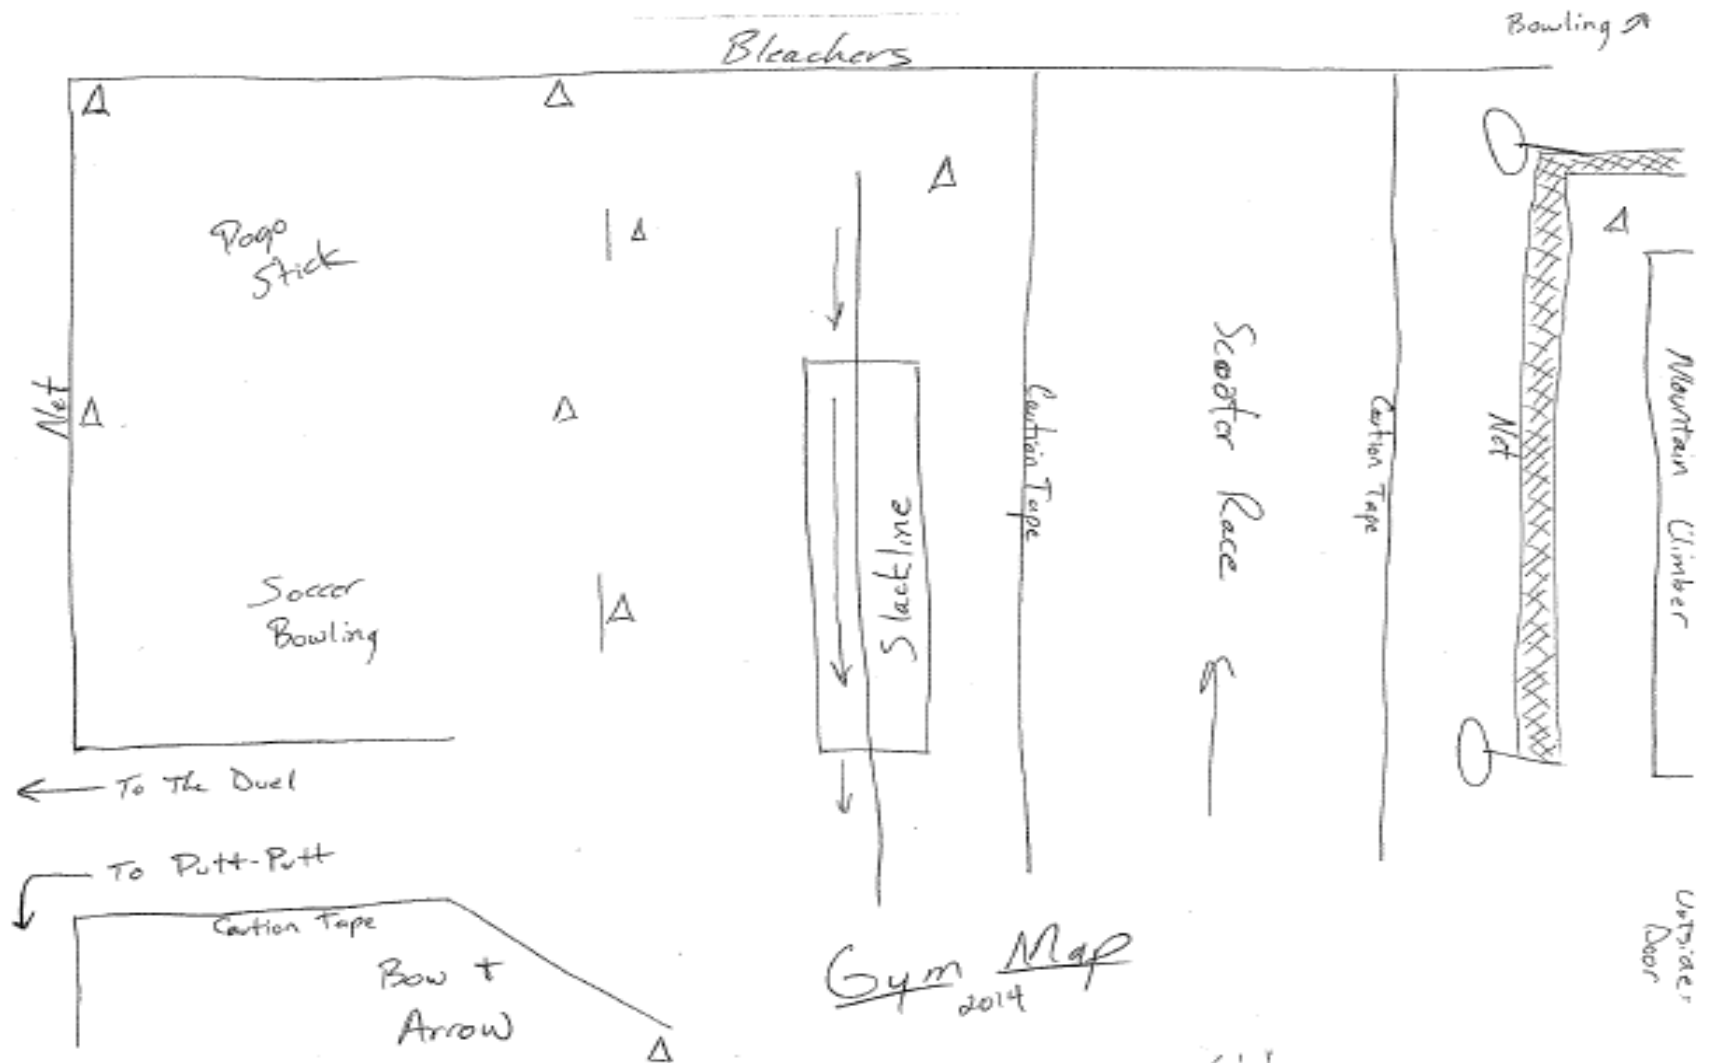 Bowling
Bleachers
Pogo
Stick
Net
Soccer
Bowling
Slackline
Caution Tape
Scooter Race
Caution Tape
Net
Mountain Climber
To The Duel
To Putt-Putt
Caution Tape
Bow +
Arrow
Gym Map
2014
Outside
Door